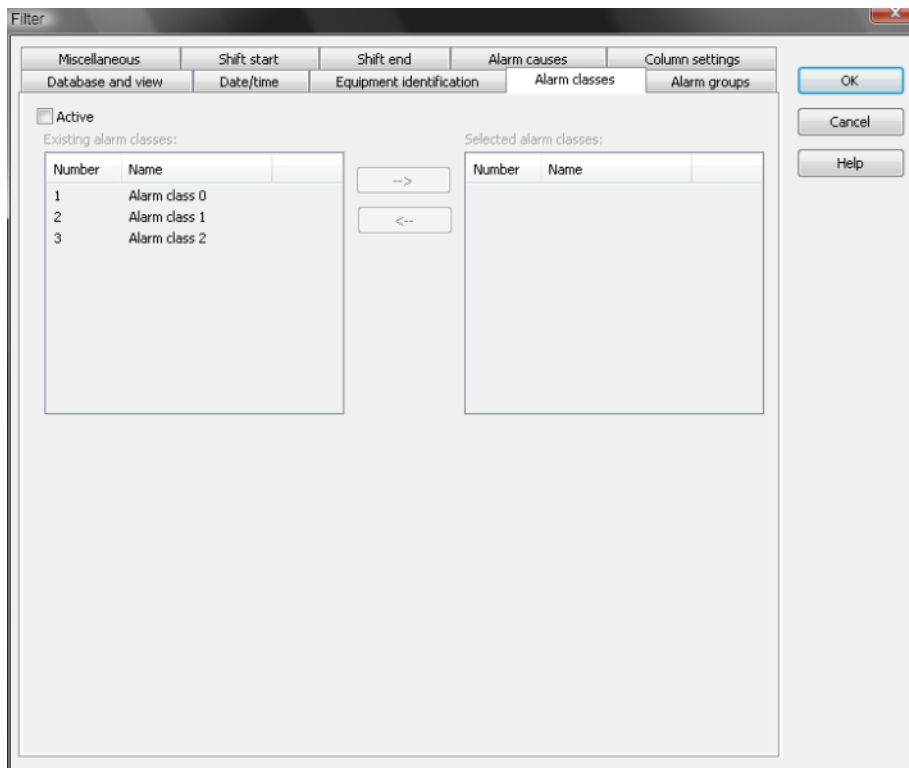 Filter
Miscellaneous Shift start Shift end Alarm causes Column settings
Database and view Date/time Equipment identification Alarm classes Alarm groups
OK
Cancel
Help
Active
Existing alarm classes:
Number Name
1 Alarm class 0
2 Alarm class 1
3 Alarm class 2
-->
<--
Selected alarm classes:
Number Name